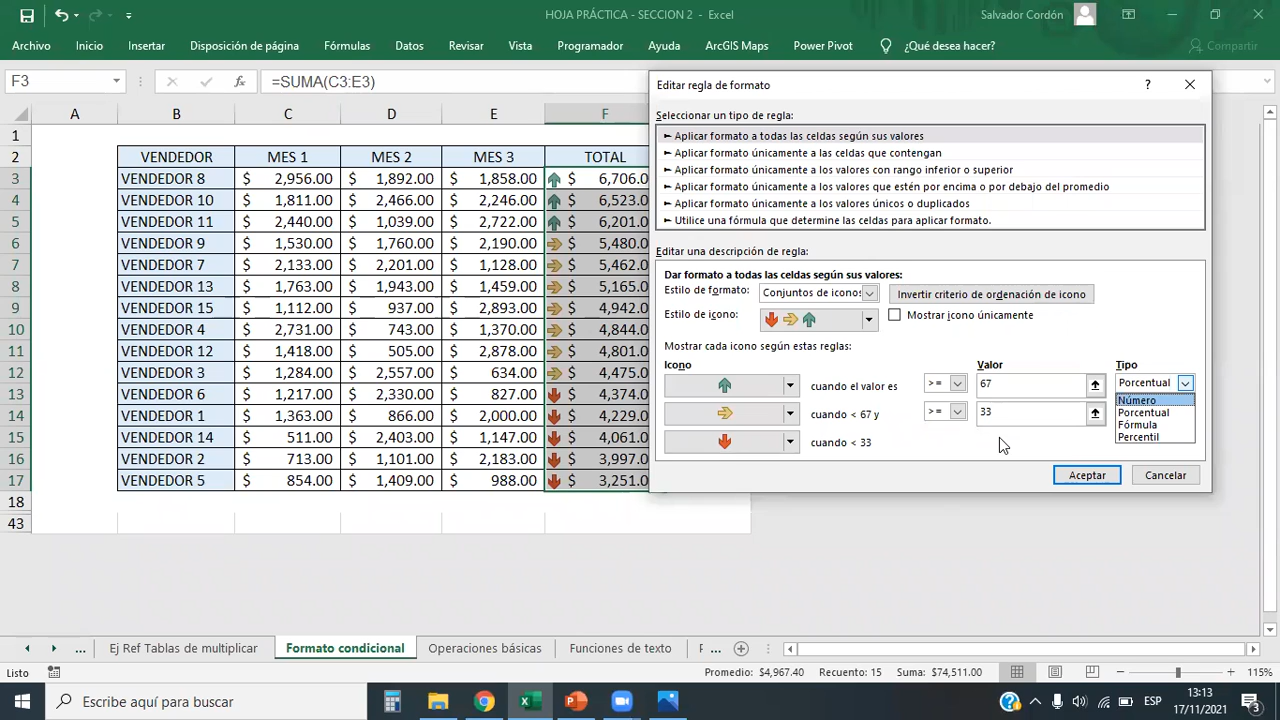 HOJA PRÁCTICA - SECCION 2 - Excel
Salvador Cordón
Archivo Inicio Insertar Disposición de página Fórmulas Datos Revisar Vista Programador Ayuda ArcGIS Maps Power Pivot ¿Qué desea hacer? Compartir
F3 fx =SUMA(C3:E3)
A B C D E F
1
2 VENDEDOR MES 1 MES 2 MES 3 TOTAL
3 VENDEDOR 8 $ 2,956.00 $ 1,892.00 $ 1,858.00 $ 6,706.0
4 VENDEDOR 10 $ 1,811.00 $ 2,466.00 $ 2,246.00 $ 6,523.0
5 VENDEDOR 11 $ 2,440.00 $ 1,039.00 $ 2,722.00 $ 6,201.0
6 VENDEDOR 9 $ 1,530.00 $ 1,760.00 $ 2,190.00 $ 5,480.0
7 VENDEDOR 7 $ 2,133.00 $ 2,201.00 $ 1,128.00 $ 5,462.0
8 VENDEDOR 13 $ 1,763.00 $ 1,943.00 $ 1,459.00 $ 5,165.0
9 VENDEDOR 15 $ 1,112.00 $ 937.00 $ 2,893.00 $ 4,942.0
10 VENDEDOR 4 $ 2,731.00 $ 743.00 $ 1,370.00 $ 4,844.0
11 VENDEDOR 12 $ 1,418.00 $ 505.00 $ 2,878.00 $ 4,801.0
12 VENDEDOR 3 $ 1,284.00 $ 2,557.00 $ 634.00 $ 4,475.0
13 VENDEDOR 6 $ 1,217.00 $ 2,330.00 $ 827.00 $ 4,374.0
14 VENDEDOR 1 $ 1,363.00 $ 866.00 $ 2,000.00 $ 4,229.0
15 VENDEDOR 14 $ 511.00 $ 2,403.00 $ 1,147.00 $ 4,061.0
16 VENDEDOR 2 $ 713.00 $ 1,101.00 $ 2,183.00 $ 3,997.0
17 VENDEDOR 5 $ 854.00 $ 1,409.00 $ 988.00 $ 3,251.0
18
43
Editar regla de formato ?
Seleccionar un tipo de regla:
► Aplicar formato a todas las celdas según sus valores
► Aplicar formato únicamente a las celdas que contengan
► Aplicar formato únicamente a los valores con rango inferior o superior
► Aplicar formato únicamente a los valores que estén por encima o por debajo del promedio
► Aplicar formato únicamente a los valores únicos o duplicados
► Utilice una fórmula que determine las celdas para aplicar formato.
Editar una descripción de regla:
Dar formato a todas las celdas según sus valores:
Estilo de formato: Conjuntos de iconos Invertir criterio de ordenación de icono
Estilo de icono: Mostrar icono únicamente
Mostrar cada icono según estas reglas:
Icono Valor Tipo
cuando el valor es >= 67 Porcentual
cuando < 67 y >= 33
cuando < 33
Número
Porcentual
Fórmula
Percentil
Aceptar Cancelar
... Ej Ref Tablas de multiplicar Formato condicional Operaciones básicas Funciones de texto ...
Listo Promedio: $4,967.40 Recuento: 15 Suma: $74,511.00 115%
Escribe aquí para buscar
ESP
13:13
17/11/2021
3